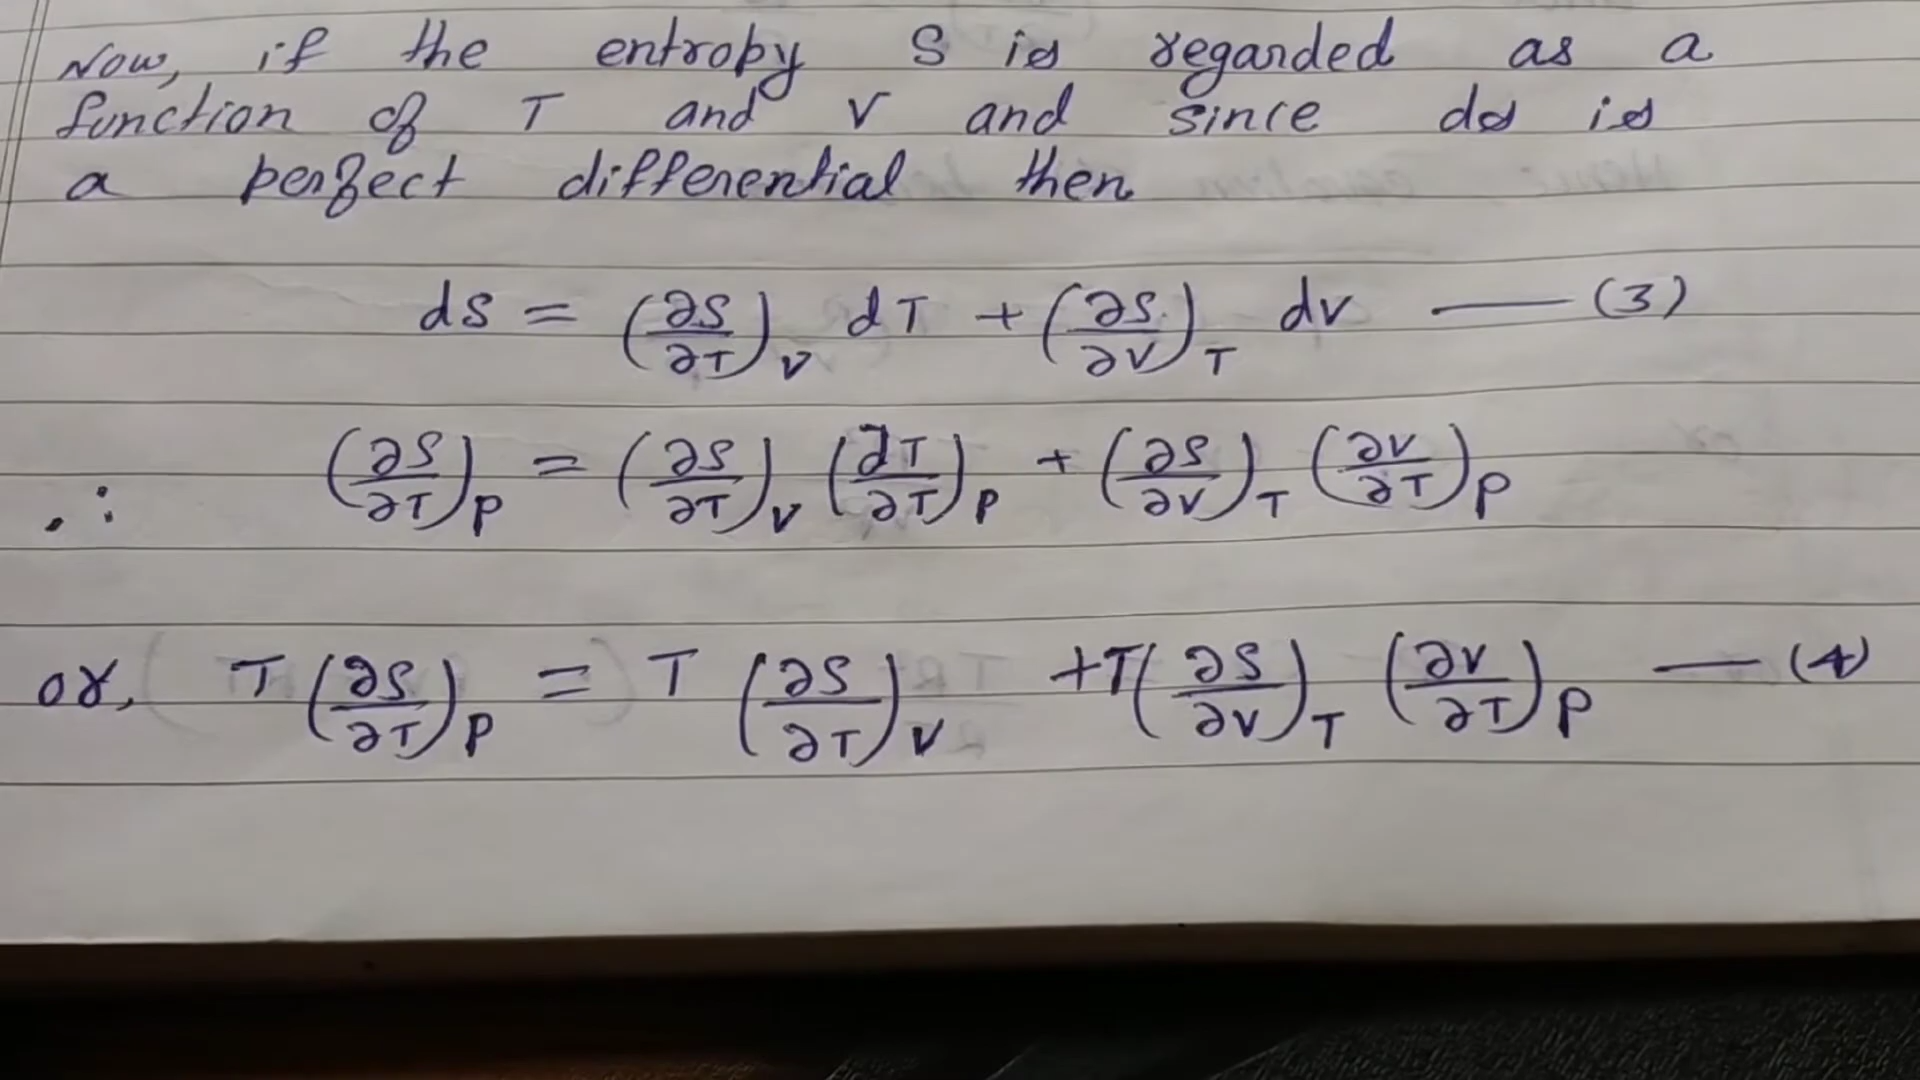 Now, if the entropy S is regarded as a
function of T and V and since ds is
a perfect differential then
dS = (∂S/∂T)_V dT + (∂S/∂V)_T dV — (3)
∴ (∂S/∂T)_P = (∂S/∂T)_V (∂T/∂T)_P + (∂S/∂V)_T (∂V/∂T)_P
or, T(∂S/∂T)_P = T (∂S/∂T)_V + T(∂S/∂V)_T (∂V/∂T)_P — (4)